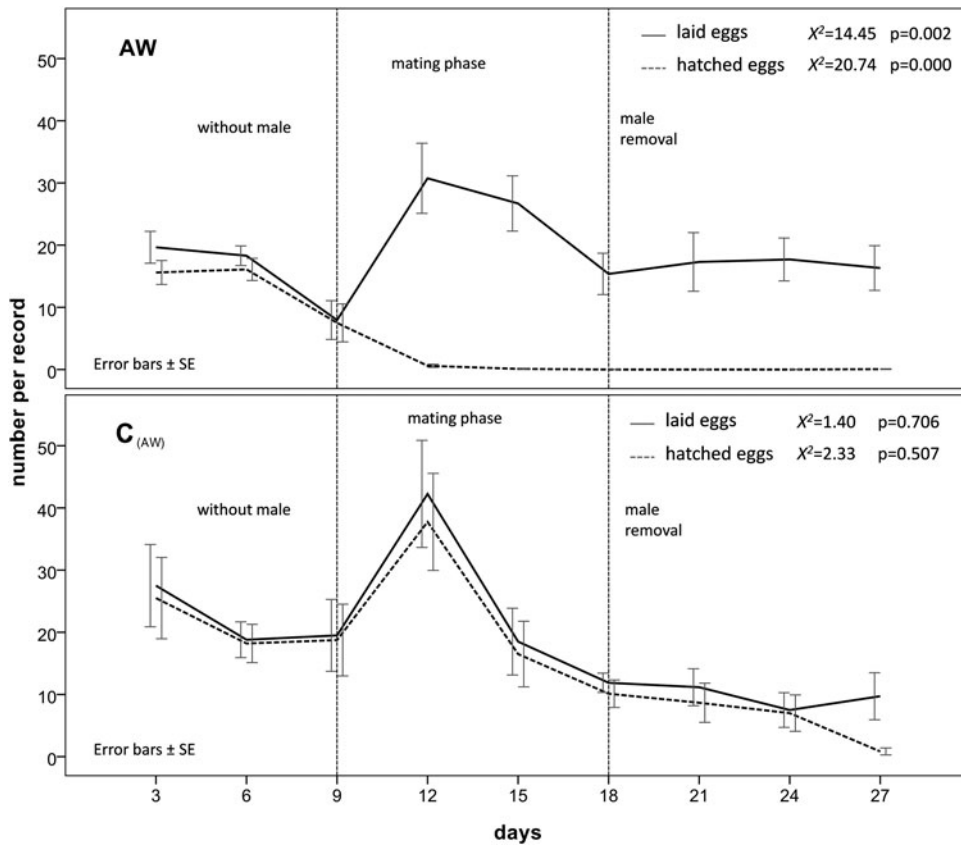 number per record
AW
laid eggs X²=14.45 p=0.002
hatched eggs X²=20.74 p=0.000
mating phase
without male
male
removal
50
40
30
20
10
0
Error bars ± SE
C (AW)
laid eggs X²=1.40 p=0.706
hatched eggs X²=2.33 p=0.507
mating phase
without male
male
removal
50
40
30
20
10
0
Error bars ± SE
3 6 9 12 15 18 21 24 27
days